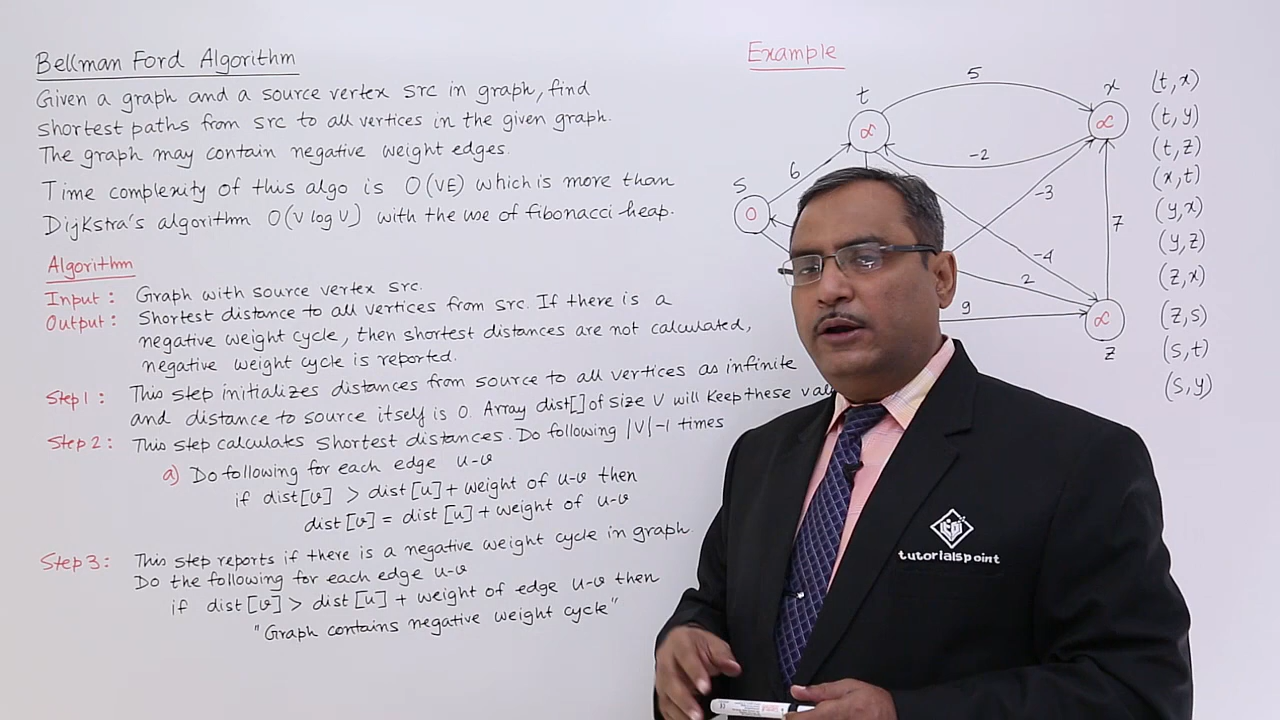 Bellman Ford Algorithm
Given a graph and a source vertex src in graph, find
shortest paths from src to all vertices in the given graph.
The graph may contain negative weight edges.
Time complexity of this algo is O(VE) which is more than
Dijkstra's algorithm O(V log V) with the use of fibonacci heap.
Algorithm
Input : Graph with source vertex src.
Output : Shortest distance to all vertices from src. If there is a
negative weight cycle, then shortest distances are not calculated,
negative weight cycle is reported.
Step 1 : This step initializes distances from source to all vertices as infinite
and distance to source itself is 0. Array dist[] of size V will keep these
Step 2 : This step calculats shortest distances. Do following |V|-1 times
a) Do following for each edge u-v
if dist[v] > dist[u] + weight of u-v then
dist[v] = dist[u] + weight of u-v
Step 3 : This step reports if there is a negative weight cycle in graph.
Do the following for each edge u-v
if dist[v] > dist[u] + weight of edge u-v then
"Graph contains negative weight cycle"
Example
5
t
x
∝
∝
6
-2
S
0
-3
7
-4
2
9
∝
z
(t, x)
(t, y)
(t, z)
(x, t)
(y, x)
(y, z)
(z, x)
(z, s)
(s, t)
(s, y)
tutorialspoint